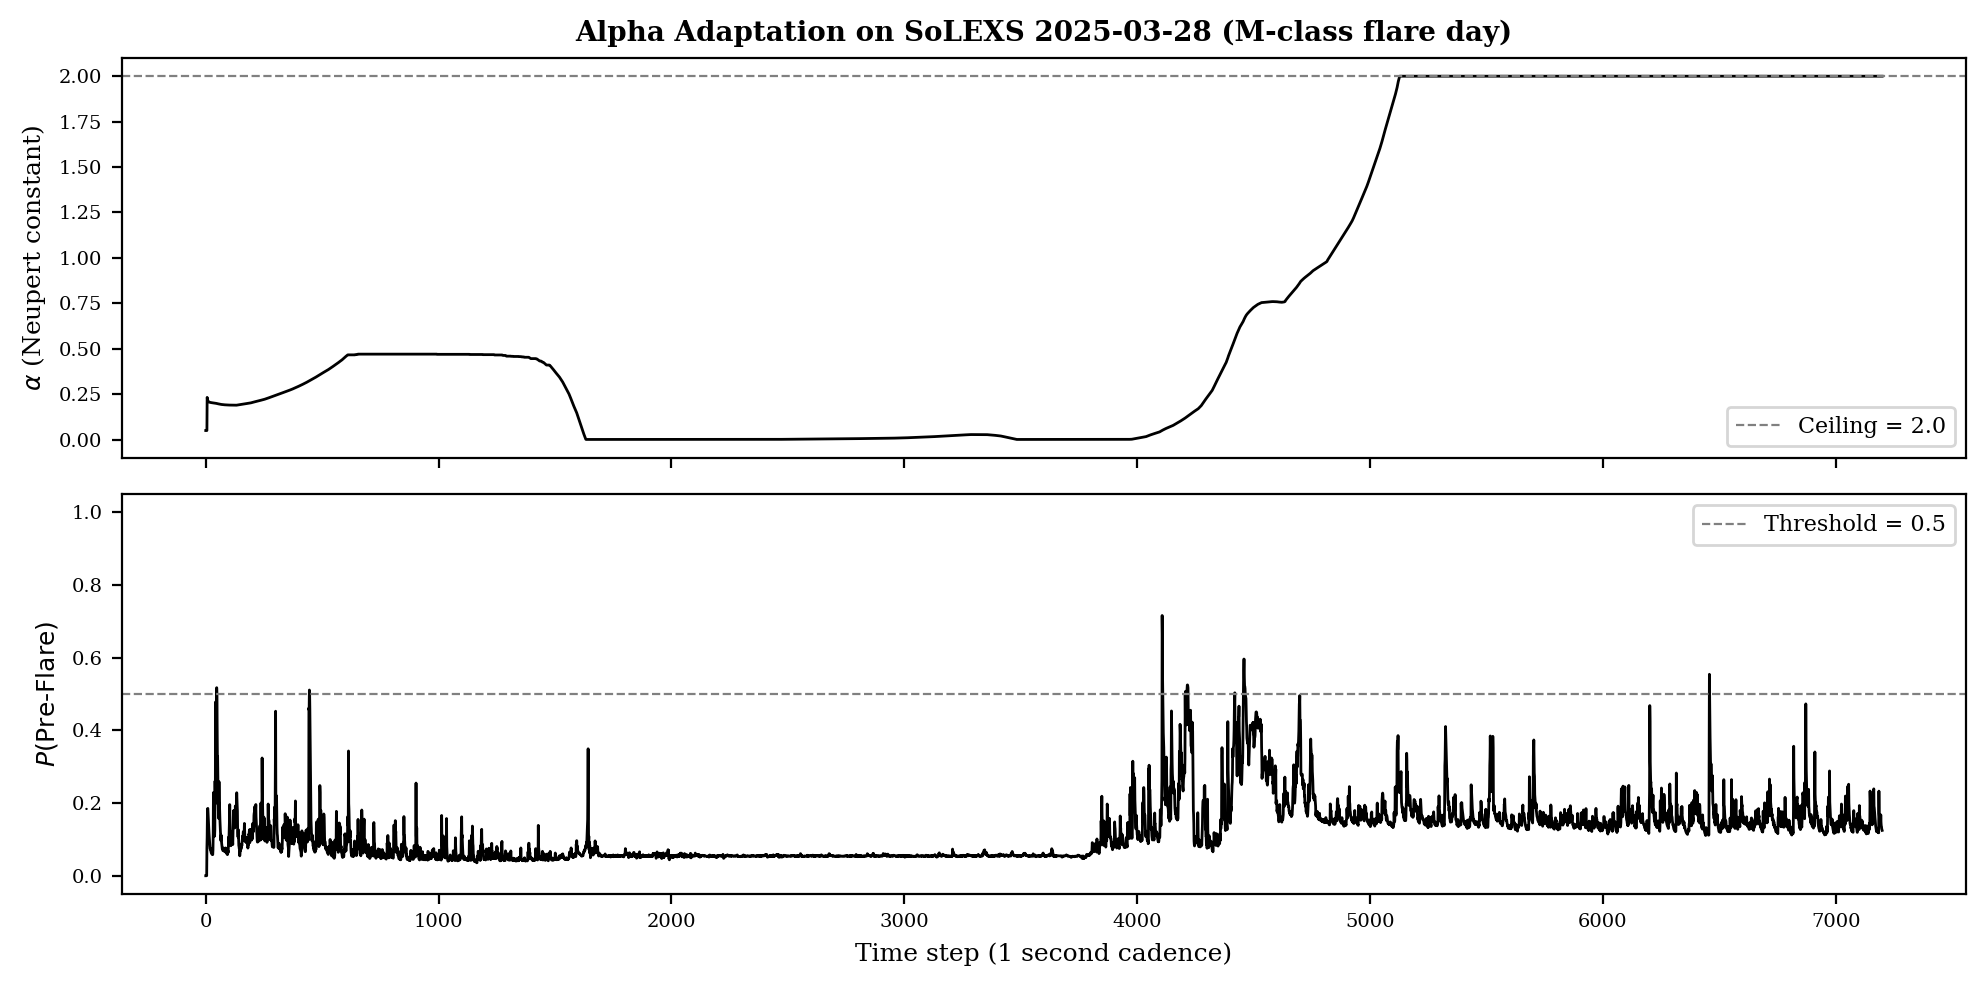 Alpha Adaptation on SoLEXS 2025-03-28 (M-class flare day)
α (Neupert constant)
2.00
1.75
1.50
1.25
1.00
0.75
0.50
0.25
0.00
Ceiling = 2.0
P(Pre-Flare)
1.0
0.8
0.6
0.4
0.2
0.0
Threshold = 0.5
0 1000 2000 3000 4000 5000 6000 7000
Time step (1 second cadence)